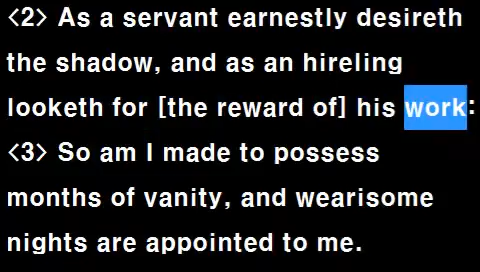 <2> As a servant earnestly desireth
the shadow, and as an hireling
looketh for [the reward of] his work:
<3> So am I made to possess
months of vanity, and wearisome
nights are appointed to me.